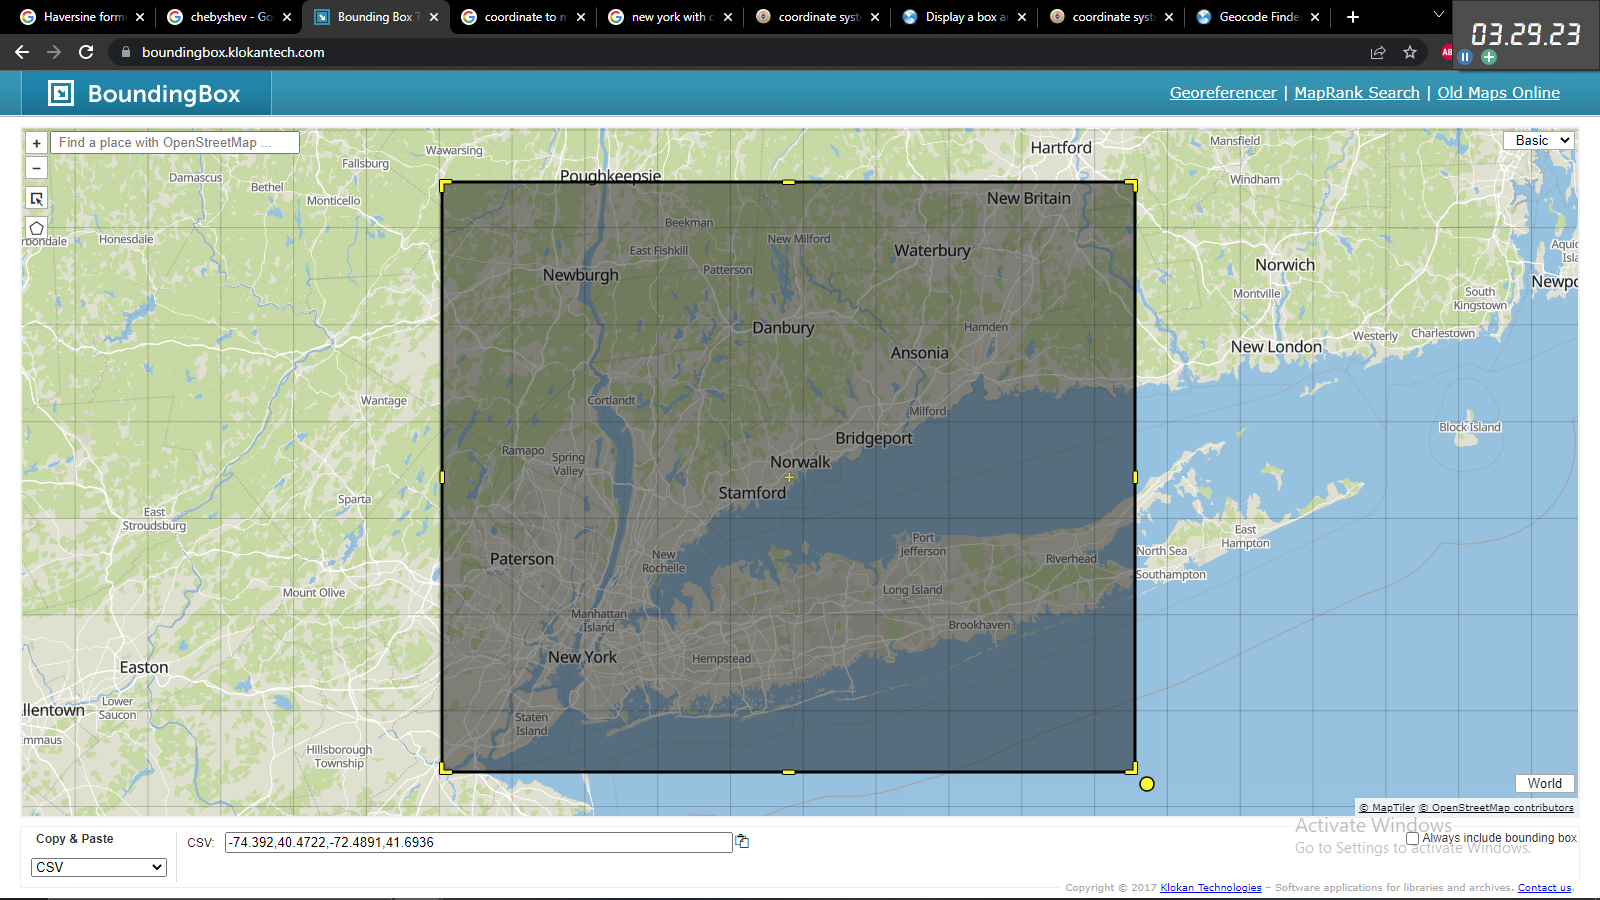 Haversine form
chebyshev - Go
Bounding Box T
coordinate to m
new york with c
coordinate syst
Display a box a
coordinate syst
Geocode Finde
03.29.23
boundingbox.klokantech.com
AB
BoundingBox
Georeferencer | MapRank Search | Old Maps Online
+
Find a place with OpenStreetMap ...
Basic
−
Wawarsing
Hartford
Mansfield
Fallsburg
Damascus
Bethel
Poughkeepsie
Windham
Monticello
New Britain
Beekman
rbondale
Honesdale
New Milford
East Fishkill
Waterbury
Aquid
Isla
Newburgh
Patterson
Norwich
Newpo
Montville
South
Kingstown
Danbury
Hamden
Westerly
Charlestown
New London
Ansonia
Wantage
Cortlandt
Milford
Block Island
Bridgeport
Ramapo
Spring
Valley
Norwalk
Stamford
Sparta
East
Stroudsburg
East
Hampton
Port
Jefferson
North Sea
Paterson
New
Rochelle
Riverhead
Southampton
Mount Olive
Long Island
Manhattan
Island
Brookhaven
New York
Hempstead
Easton
Lower
Saucon
llentown
Staten
Island
mmaus
Hillsborough
Township
World
© MapTiler © OpenStreetMap contributors
Activate Windows
Go to Settings to activate Windows.
Copy & Paste
CSV
CSV:
-74.392,40.4722,-72.4891,41.6936
Always include bounding box
Copyright © 2017 Klokan Technologies – Software applications for libraries and archives. Contact us.